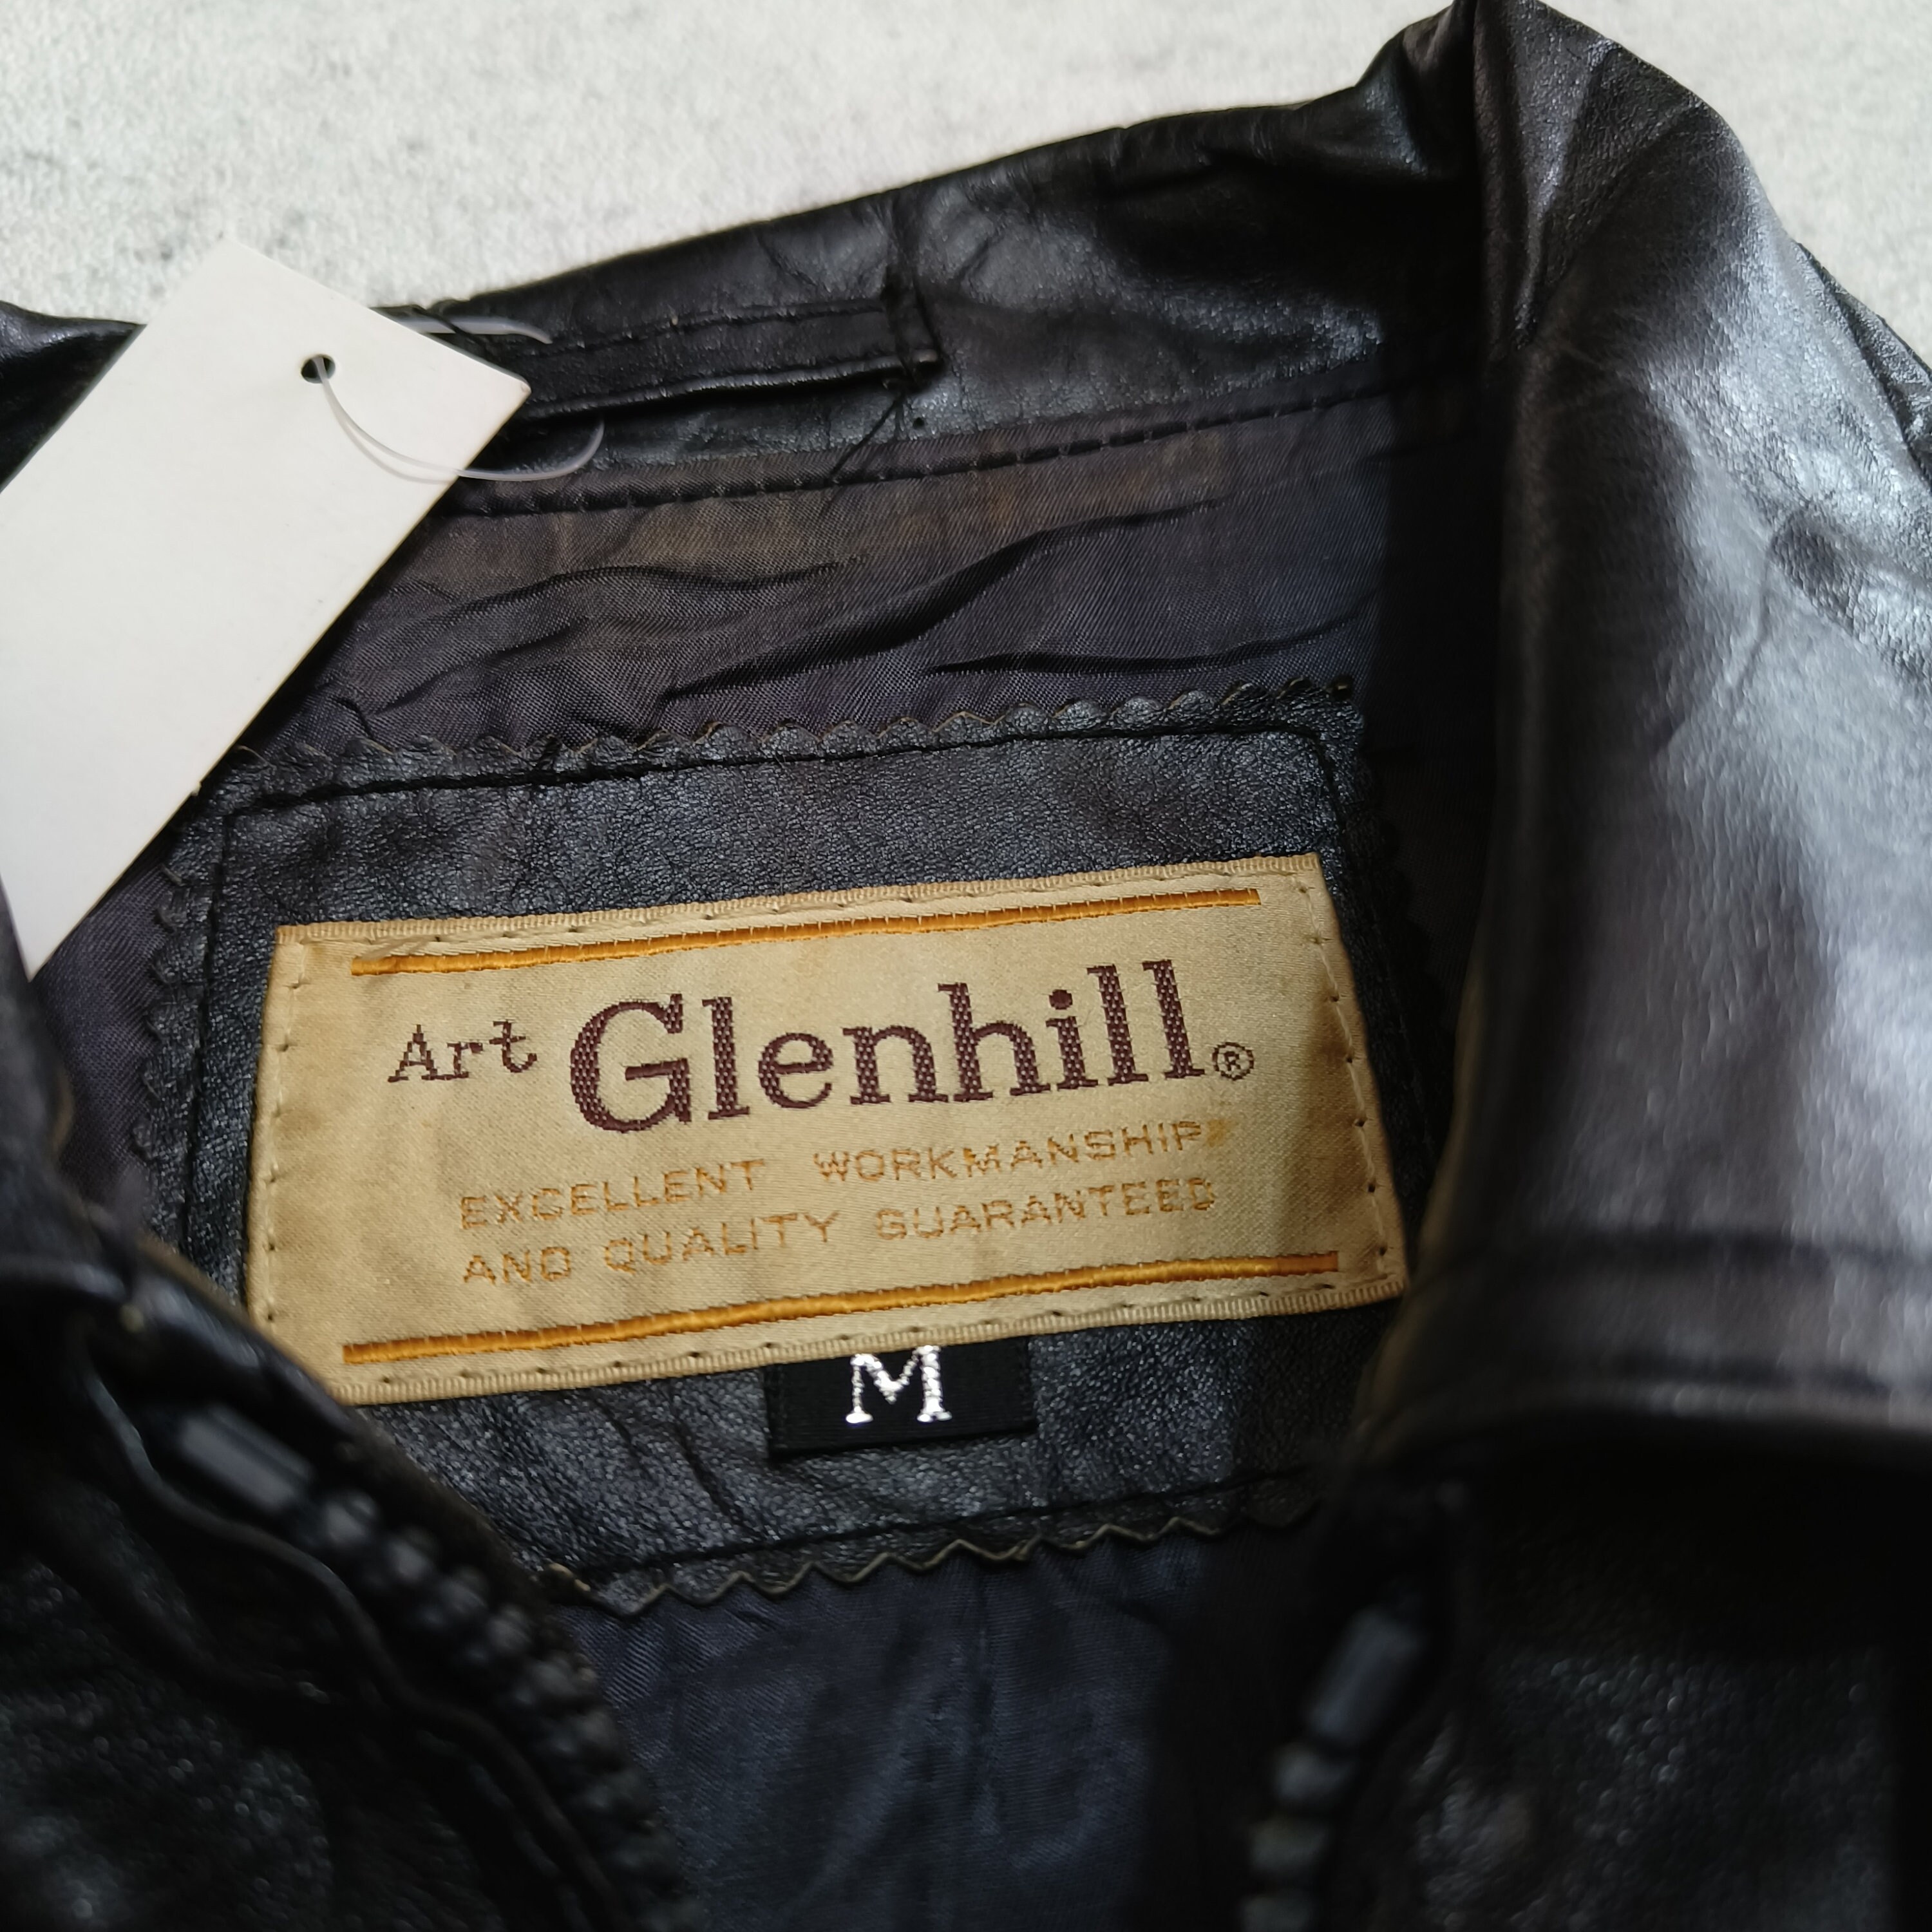 Art Glenhill®
EXCELLENT WORKMANSHIP
AND QUALITY GUARANTEED
M